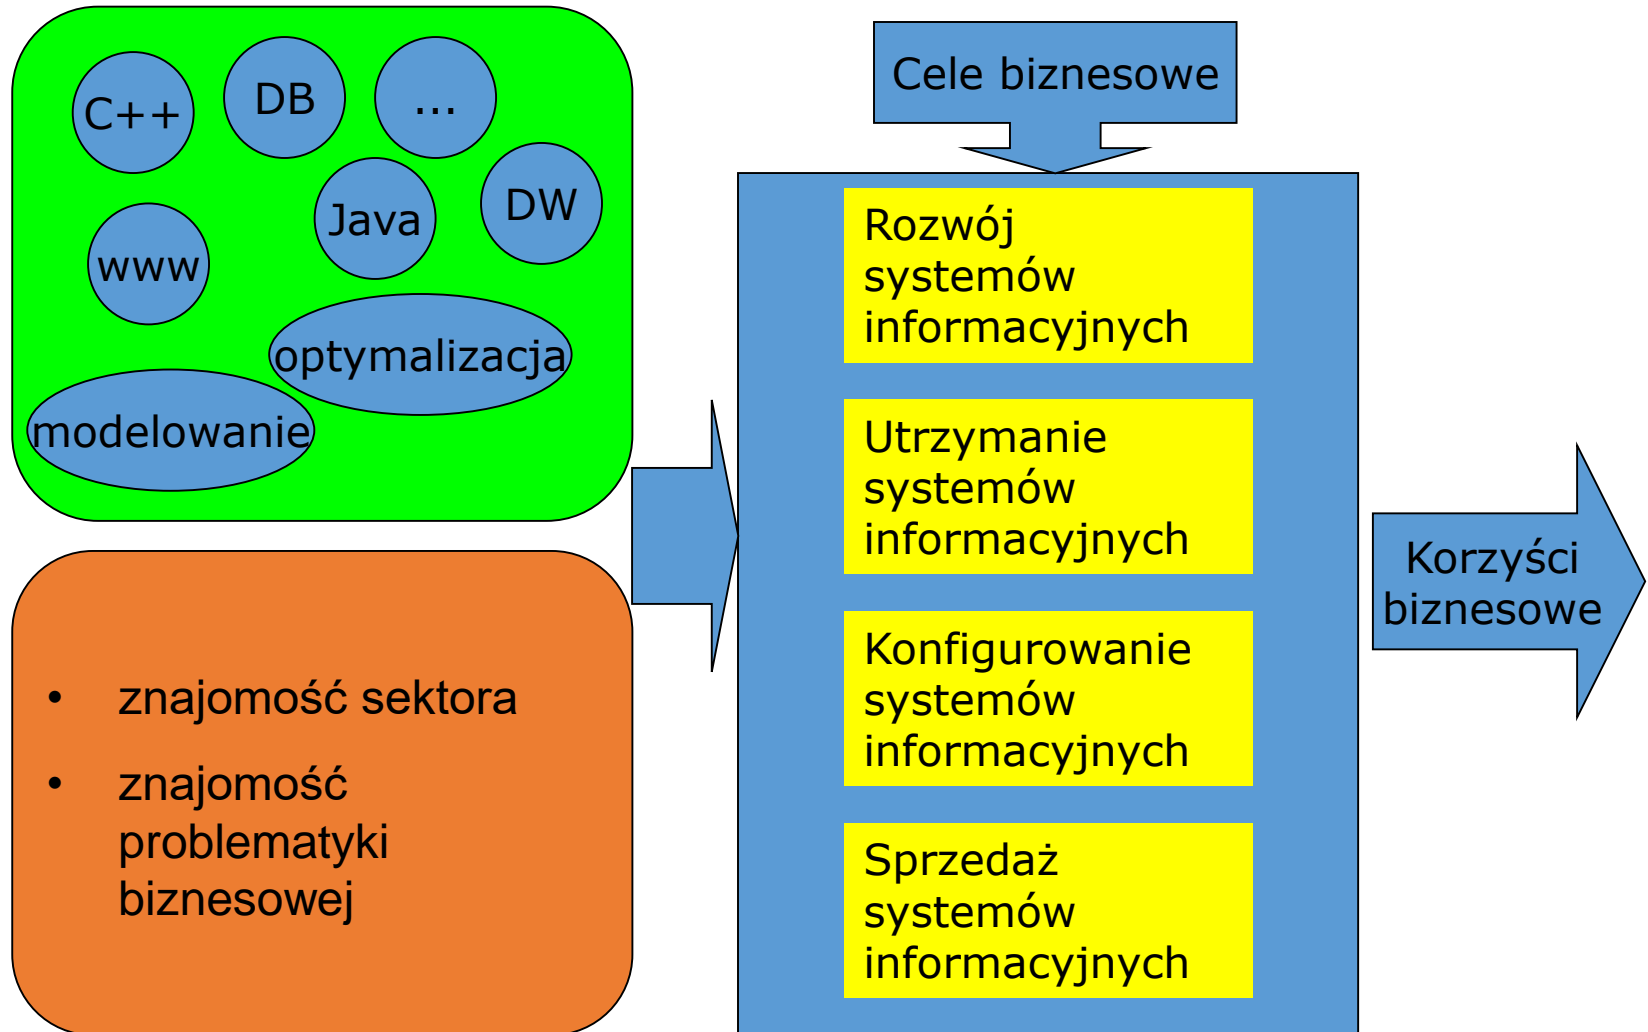 C++
DB
...
Java
DW
www
optymalizacja
modelowanie
• znajomość sektora
• znajomość
problematyki
biznesowej
Cele biznesowe
Rozwój
systemów
informacyjnych
Utrzymanie
systemów
informacyjnych
Konfigurowanie
systemów
informacyjnych
Sprzedaż
systemów
informacyjnych
Korzyści
biznesowe